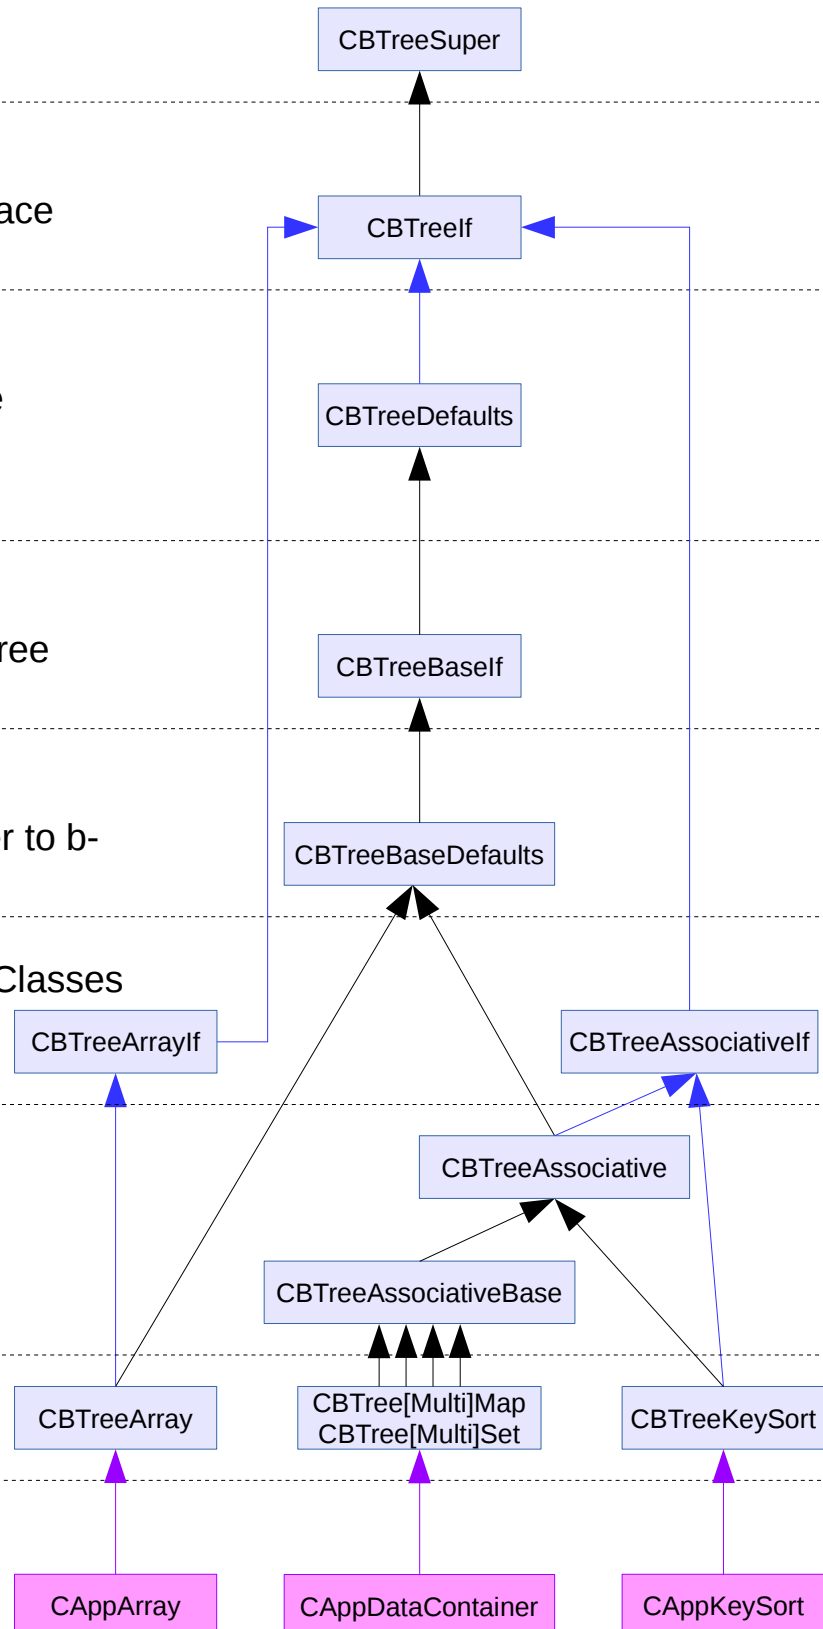 CBTreeSuper
ace
CBTreeIf
e
CBTreeDefaults
ree
CBTreeBaseIf
r to b-
CBTreeBaseDefaults
Classes
CBTreeArrayIf
CBTreeAssociativeIf
CBTreeAssociative
CBTreeAssociativeBase
CBTreeArray
CBTree[Multi]Map
CBTree[Multi]Set
CBTreeKeySort
CAppArray
CAppDataContainer
CAppKeySort